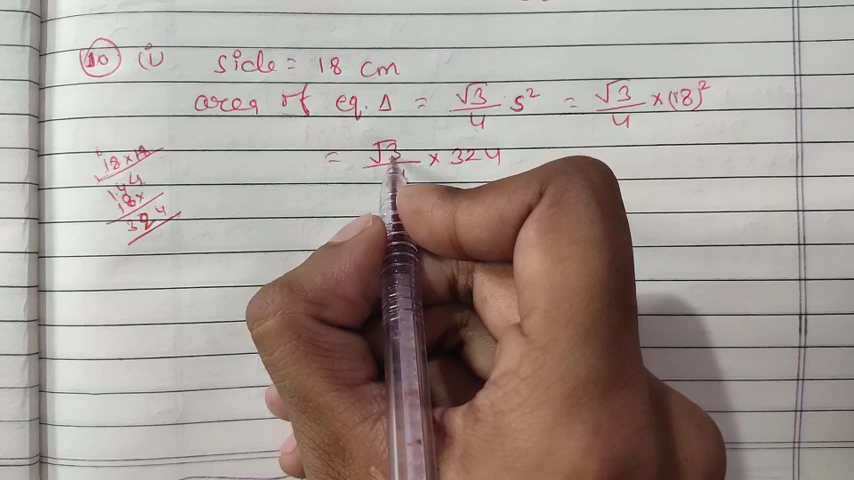 10 (i) side = 18 cm
area of eq. Δ = √3/4 s² = √3/4 ×(18)²
= √3/4 × 324
18×18
144
18×
324